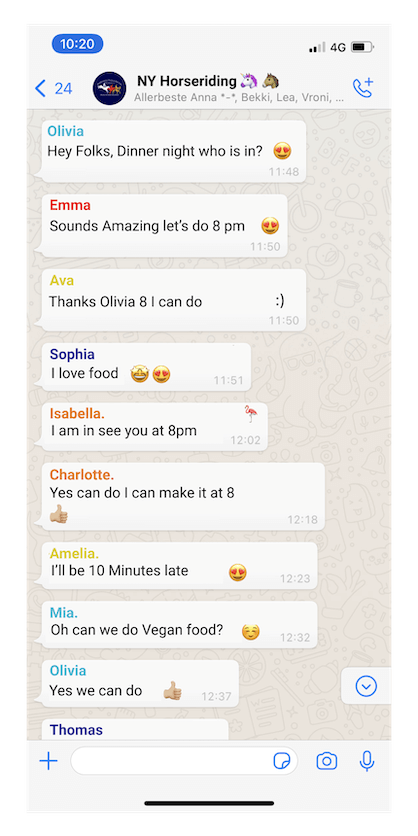 10:20
4G
24
NY Horseriding 🦄 🐴
Allerbeste Anna *-*, Bekki, Lea, Vroni, ...
Olivia
Hey Folks, Dinner night who is in? 😍
11:48
Emma
Sounds Amazing let's do 8 pm 😍
11:50
Ava
Thanks Olivia 8 I can do :)
11:50
Sophia
I love food 🤩😍
11:51
Isabella. 🦩
I am in see you at 8pm
12:02
Charlotte.
Yes can do I can make it at 8
👍🏼
12:18
Amelia.
I'll be 10 Minutes late 😍
12:23
Mia.
Oh can we do Vegan food? ☺️
12:32
Olivia
Yes we can do 👍🏼
12:37
Thomas